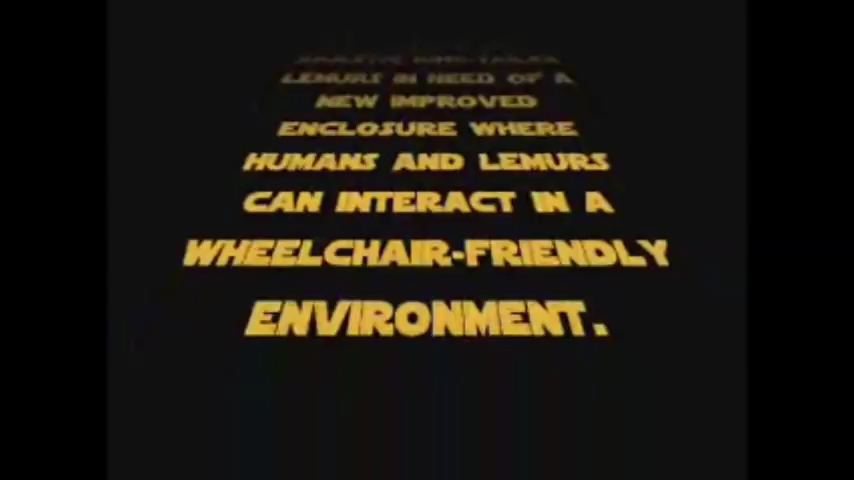 LEMURS IN NEED OF A
NEW IMPROVED
ENCLOSURE WHERE
HUMANS AND LEMURS
CAN INTERACT IN A
WHEELCHAIR-FRIENDLY
ENVIRONMENT.